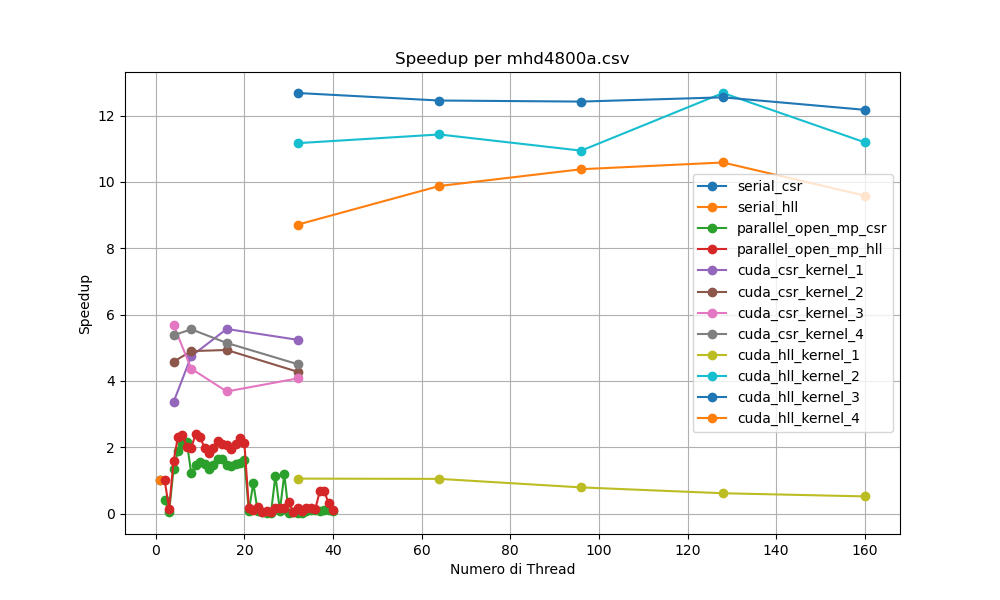 Speedup per mhd4800a.csv
Speedup
12
10
8
6
4
2
0
serial_csr
serial_hll
parallel_open_mp_csr
parallel_open_mp_hll
cuda_csr_kernel_1
cuda_csr_kernel_2
cuda_csr_kernel_3
cuda_csr_kernel_4
cuda_hll_kernel_1
cuda_hll_kernel_2
cuda_hll_kernel_3
cuda_hll_kernel_4
0 20 40 60 80 100 120 140 160
Numero di Thread